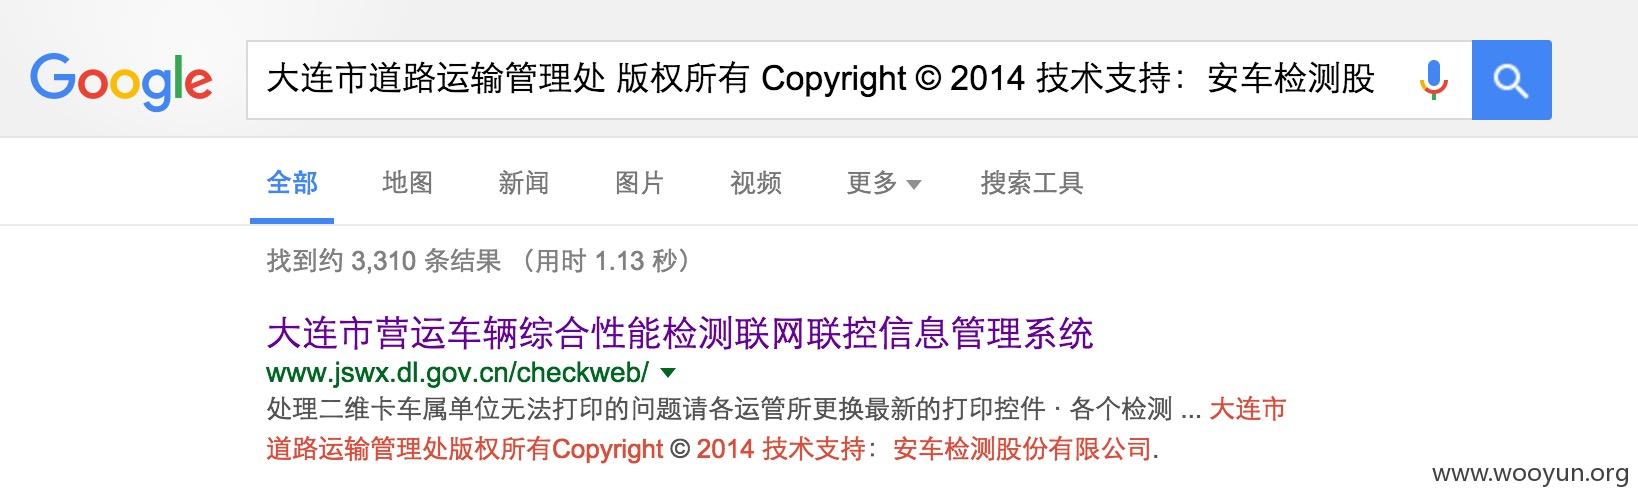 Google 大连市道路运输管理处 版权所有 Copyright © 2014 技术支持：安车检测股
全部 地图 新闻 图片 视频 更多 搜索工具
找到约 3,310 条结果 （用时 1.13 秒）
大连市营运车辆综合性能检测联网联控信息管理系统
www.jswx.dl.gov.cn/checkweb/
处理二维卡车属单位无法打印的问题请各运管所更换最新的打印控件 · 各个检测 ... 大连市
道路运输管理处版权所有Copyright © 2014 技术支持：安车检测股份有限公司.
www.wooyun.org